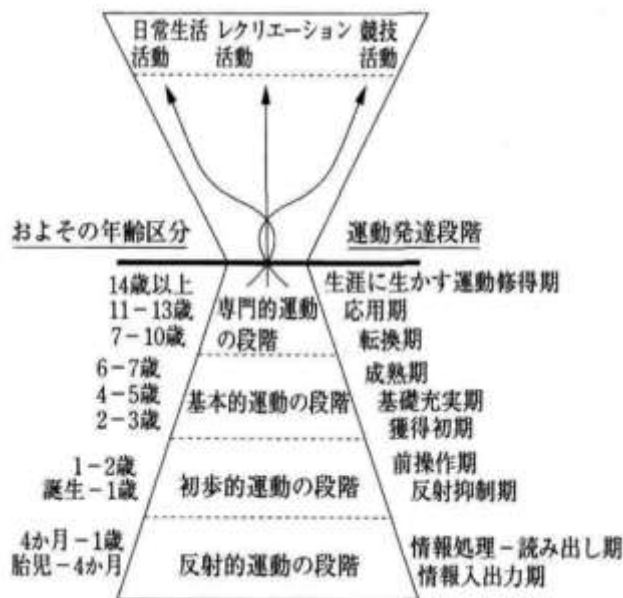 日常生活 レクリエーション 競技
活動 活動 活動
およその年齢区分 運動発達段階
14歳以上 生涯に生かす運動修得期
11－13歳 専門的運動 応用期
7－10歳 の段階 転換期
6－7歳 成熟期
4－5歳 基本的運動の段階 基礎充実期
2－3歳 獲得初期
1－2歳 前操作期
誕生－1歳 初歩的運動の段階 反射抑制期
4か月－1歳 情報処理－読み出し期
胎児－4か月 反射的運動の段階 情報入出力期